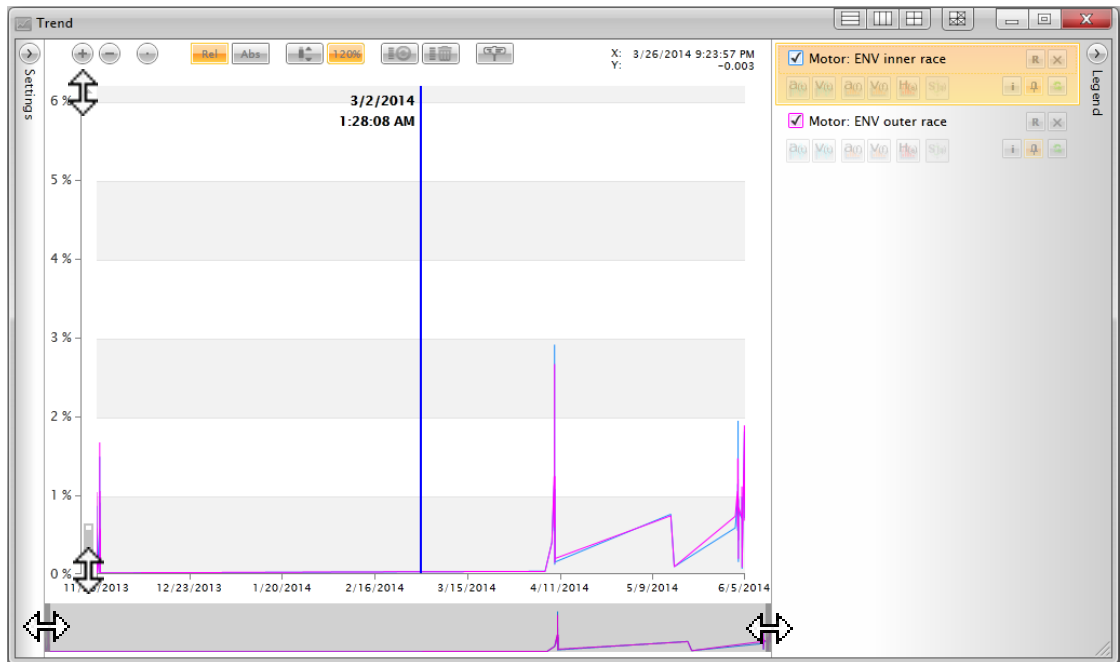 Trend
Settings
Rel Abs 120%
X: 3/26/2014 9:23:57 PM
Y: -0.003
3/2/2014
1:28:08 AM
6 %
5 %
4 %
3 %
2 %
1 %
0 %
12/23/2013 1/20/2014 2/16/2014 3/15/2014 4/11/2014 5/9/2014 6/5/2014
Motor: ENV inner race R X
a(t) v(t) a(f) v(f) H(f) S|φ| i
Motor: ENV outer race R X
a(t) v(t) i
Legend